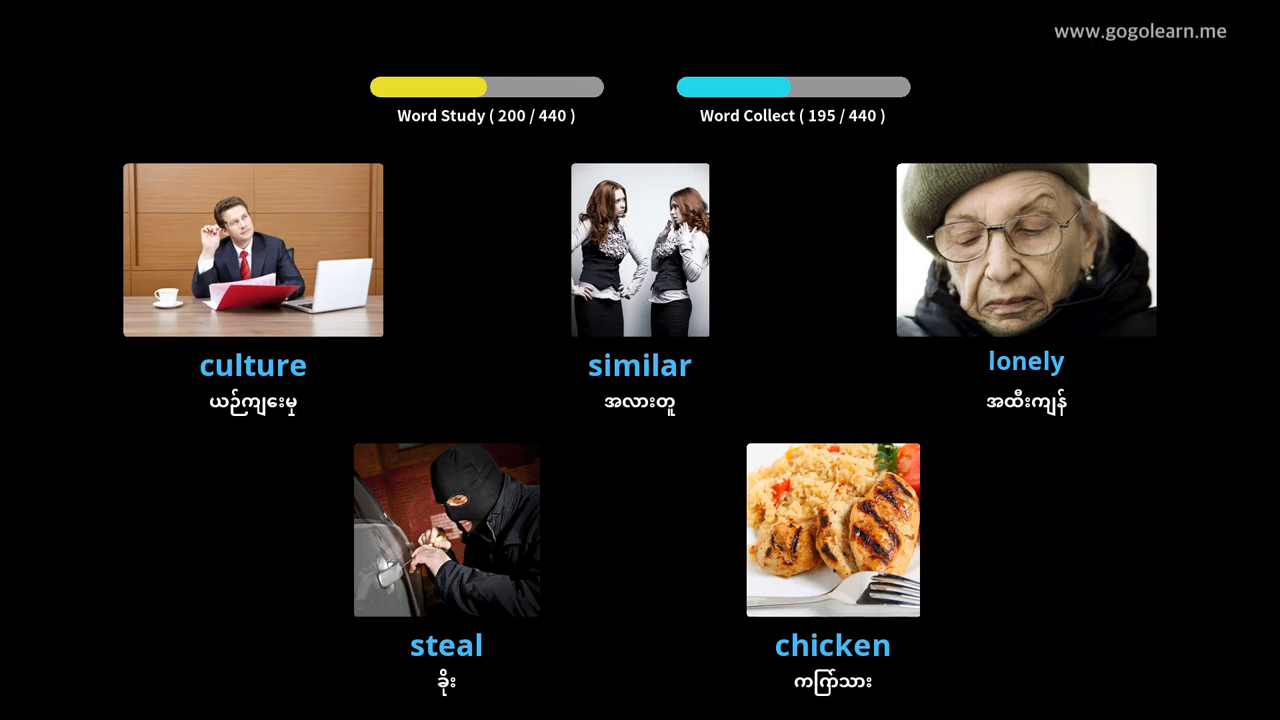 www.gogolearn.me
Word Study ( 200 / 440 )
Word Collect ( 195 / 440 )
culture
ယဉ်ကျေးမှု
similar
အလားတူ
lonely
အထီးကျန်
steal
ခိုး
chicken
ကြက်သား